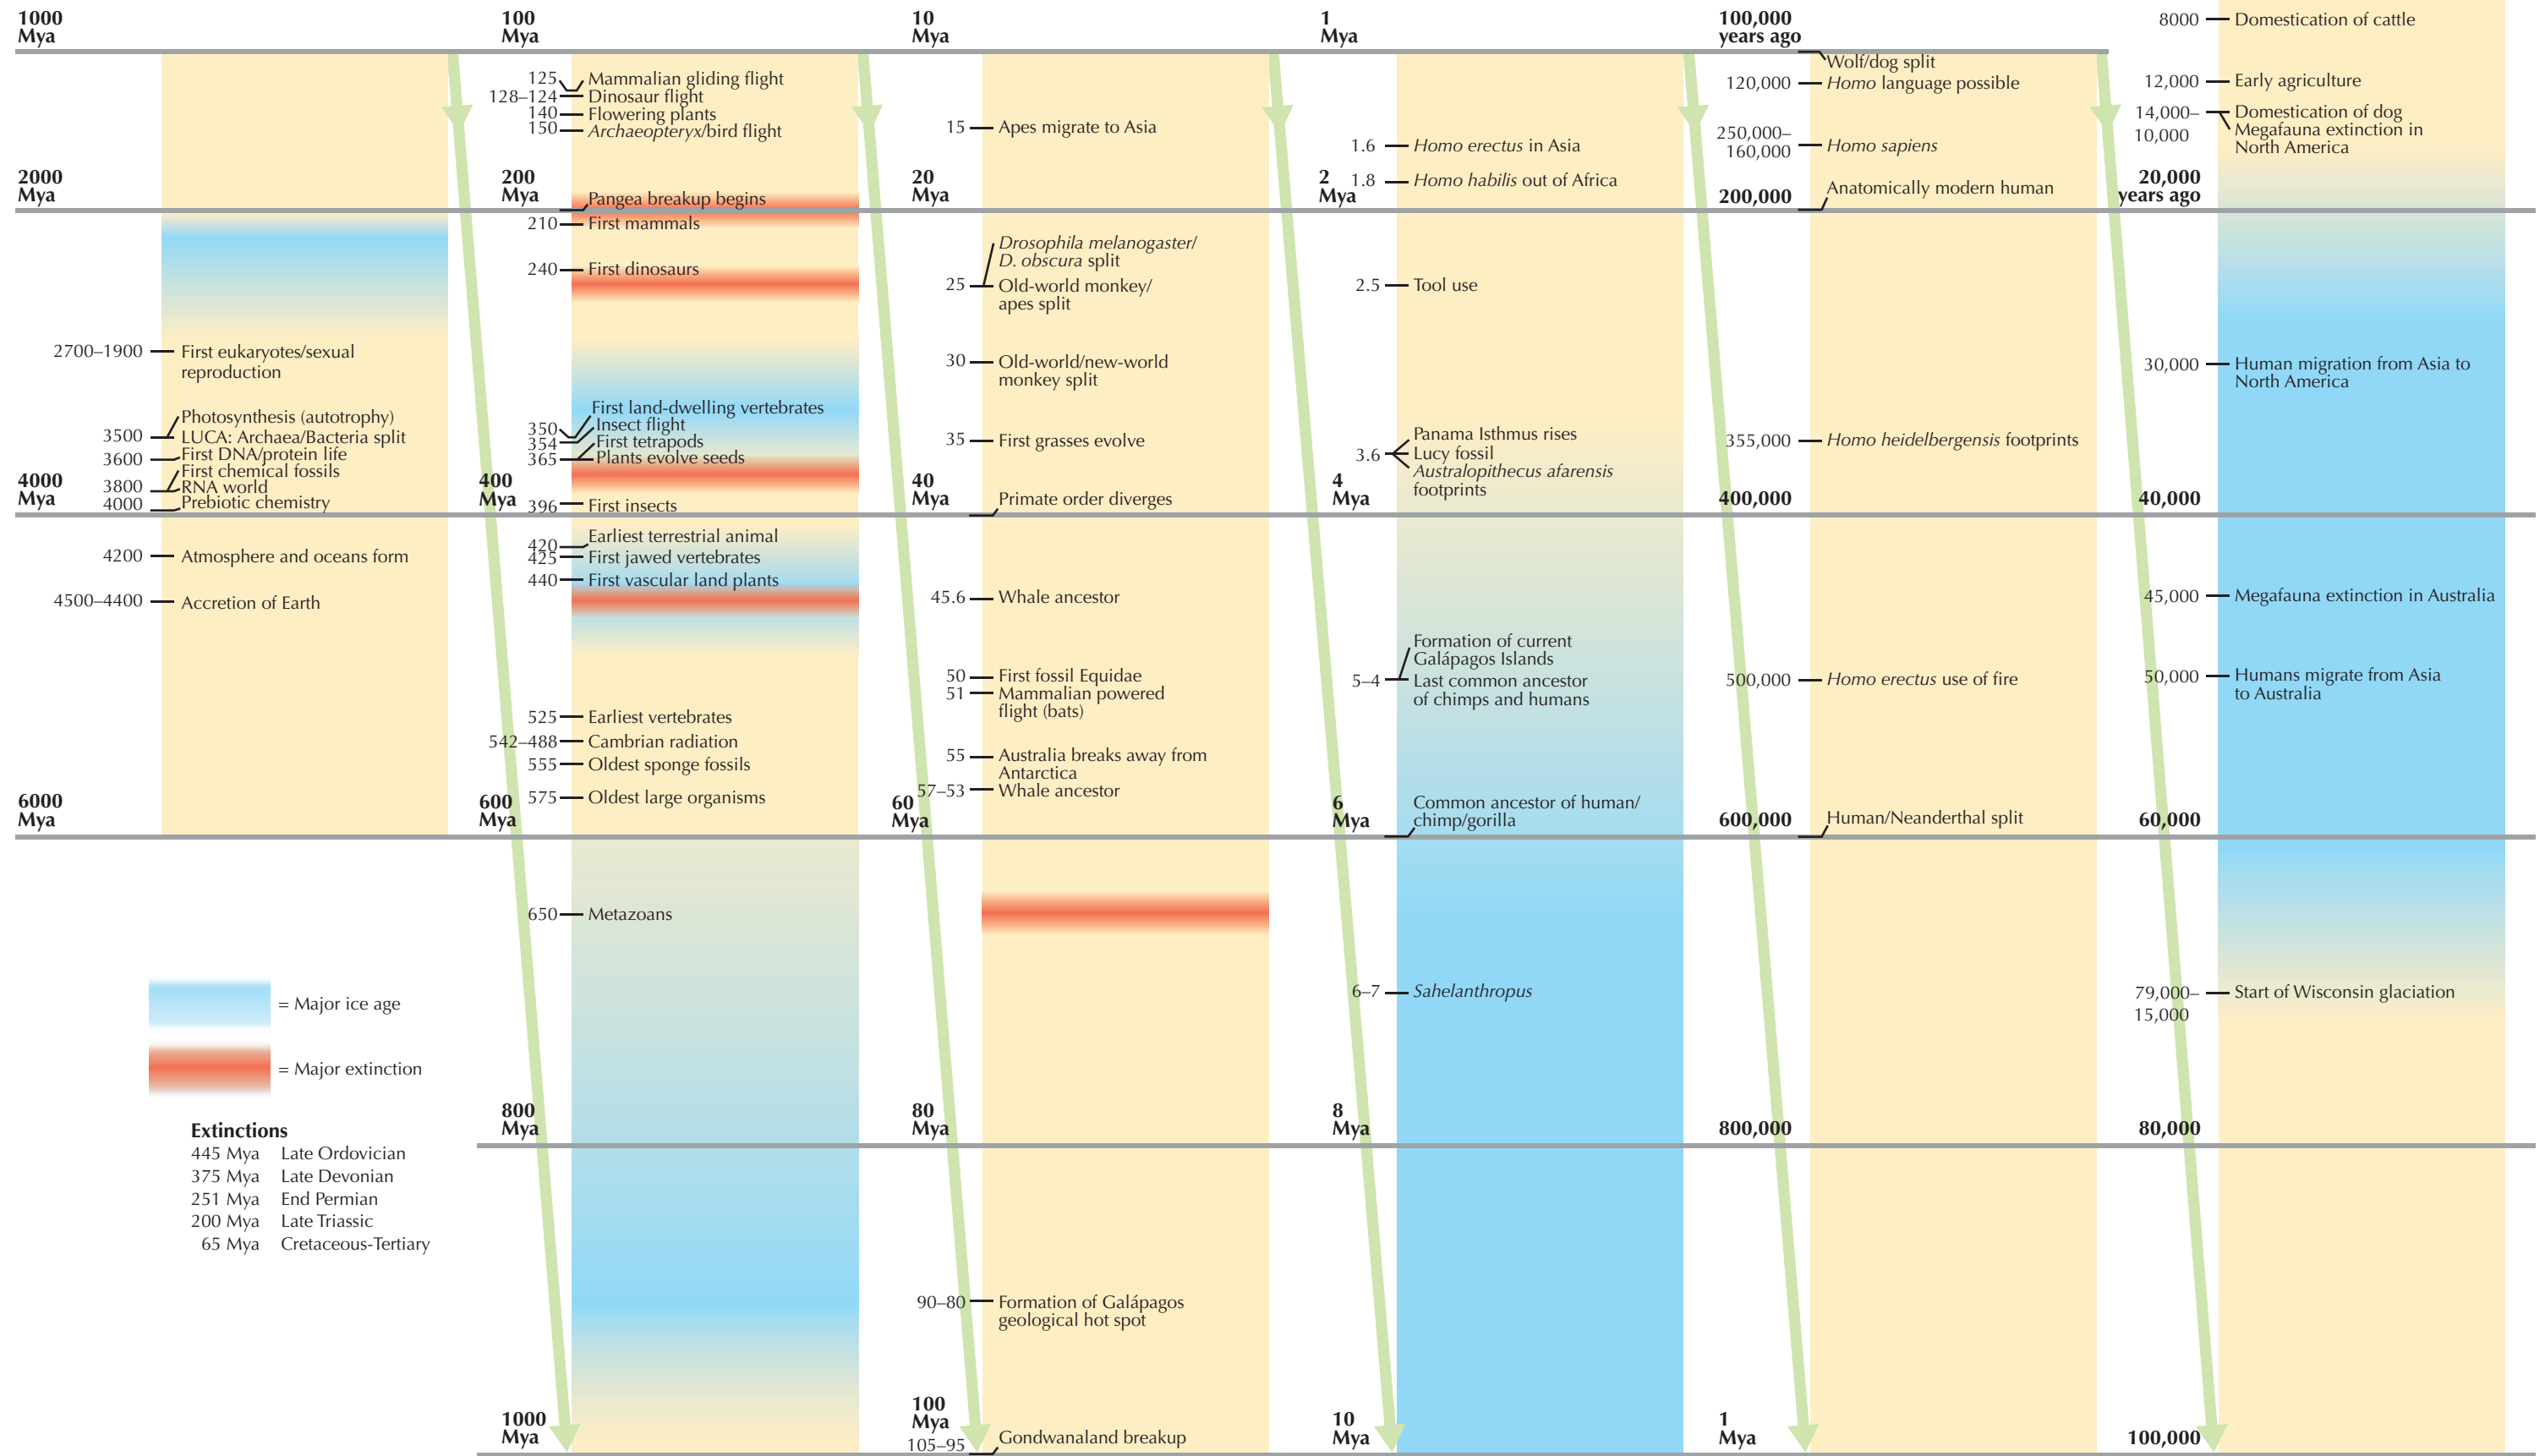 1000
Mya
2000
Mya
2700–1900
First eukaryotes/sexual
reproduction
Photosynthesis (autotrophy)
3500
LUCA: Archaea/Bacteria split
First DNA/protein life
3600
First chemical fossils
3800
RNA world
4000
Prebiotic chemistry
4000
Mya
4200
Atmosphere and oceans form
4500–4400
Accretion of Earth
6000
Mya
= Major ice age
= Major extinction
Extinctions
445 Mya Late Ordovician
375 Mya Late Devonian
251 Mya End Permian
200 Mya Late Triassic
65 Mya Cretaceous-Tertiary
100
Mya
125 Mammalian gliding flight
128–124 Dinosaur flight
140 Flowering plants
150 Archaeopteryx/bird flight
200
Mya
Pangea breakup begins
210 First mammals
240 First dinosaurs
First land-dwelling vertebrates
350 Insect flight
354 First tetrapods
365 Plants evolve seeds
400
Mya
396 First insects
Earliest terrestrial animal
420
425 First jawed vertebrates
440 First vascular land plants
525 Earliest vertebrates
542–488 Cambrian radiation
555 Oldest sponge fossils
575 Oldest large organisms
600
Mya
650 Metazoans
800
Mya
1000
Mya
10
Mya
15 Apes migrate to Asia
20
Mya
Drosophila melanogaster/
D. obscura split
25 Old-world monkey/
apes split
30 Old-world/new-world
monkey split
35 First grasses evolve
40
Mya
Primate order diverges
45.6 Whale ancestor
50 First fossil Equidae
51 Mammalian powered
flight (bats)
55 Australia breaks away from
Antarctica
57–53 Whale ancestor
60
Mya
80
Mya
90–80 Formation of Galápagos
geological hot spot
100
Mya
105–95 Gondwanaland breakup
1
Mya
1.6 Homo erectus in Asia
1.8 Homo habilis out of Africa
2
Mya
2.5 Tool use
Panama Isthmus rises
3.6 Lucy fossil
Australopithecus afarensis
footprints
4
Mya
Formation of current
Galápagos Islands
5–4 Last common ancestor
of chimps and humans
Common ancestor of human/
chimp/gorilla
6
Mya
6–7 Sahelanthropus
8
Mya
10
Mya
100,000
years ago
Wolf/dog split
120,000 Homo language possible
250,000–
160,000 Homo sapiens
Anatomically modern human
200,000
355,000 Homo heidelbergensis footprints
400,000
500,000 Homo erectus use of fire
600,000 Human/Neanderthal split
800,000
1
Mya
8000 Domestication of cattle
12,000 Early agriculture
14,000–
10,000
Domestication of dog
Megafauna extinction in
North America
20,000
years ago
30,000 Human migration from Asia to
North America
40,000
45,000 Megafauna extinction in Australia
50,000 Humans migrate from Asia
to Australia
60,000
79,000–
15,000
Start of Wisconsin glaciation
80,000
100,000